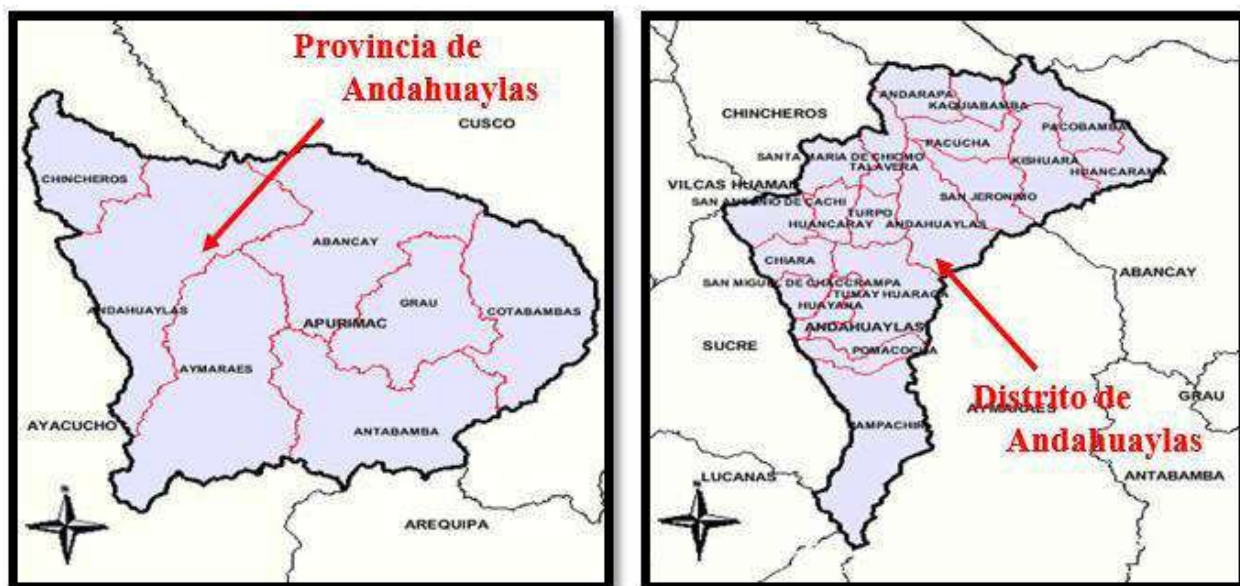 Provincia de
Andahuaylas
CUSCO
CHINCHEROS
ABANCAY
GRAU
ANDAHUAYLAS
APURIMAC
COTABAMBAS
AYMARAES
AYACUCHO
ANTABAMBA
AREQUIPA
ANDARAPA
KAQUIABAMBA
CHINCHEROS
PACOBAMBA
PACUCHA
SANTA MARIA DE CHICMO
KISHUARA
TALAVERA
HUANCARAMA
VILCAS HUAMAN
SAN JERONIMO
SAN ANTONIO DE CACHI
TURPO
HUANCARAY
ANDAHUAYLAS
CHIARA
ABANCAY
SAN MIGUEL DE CHACCRAMPA
TUMAY HUARACA
HUAYANA
ANDAHUAYLAS
SUCRE
POMACOCHA
Distrito de
AYMARAES
GRAU
Andahuaylas
LUCANAS
ANTABAMBA